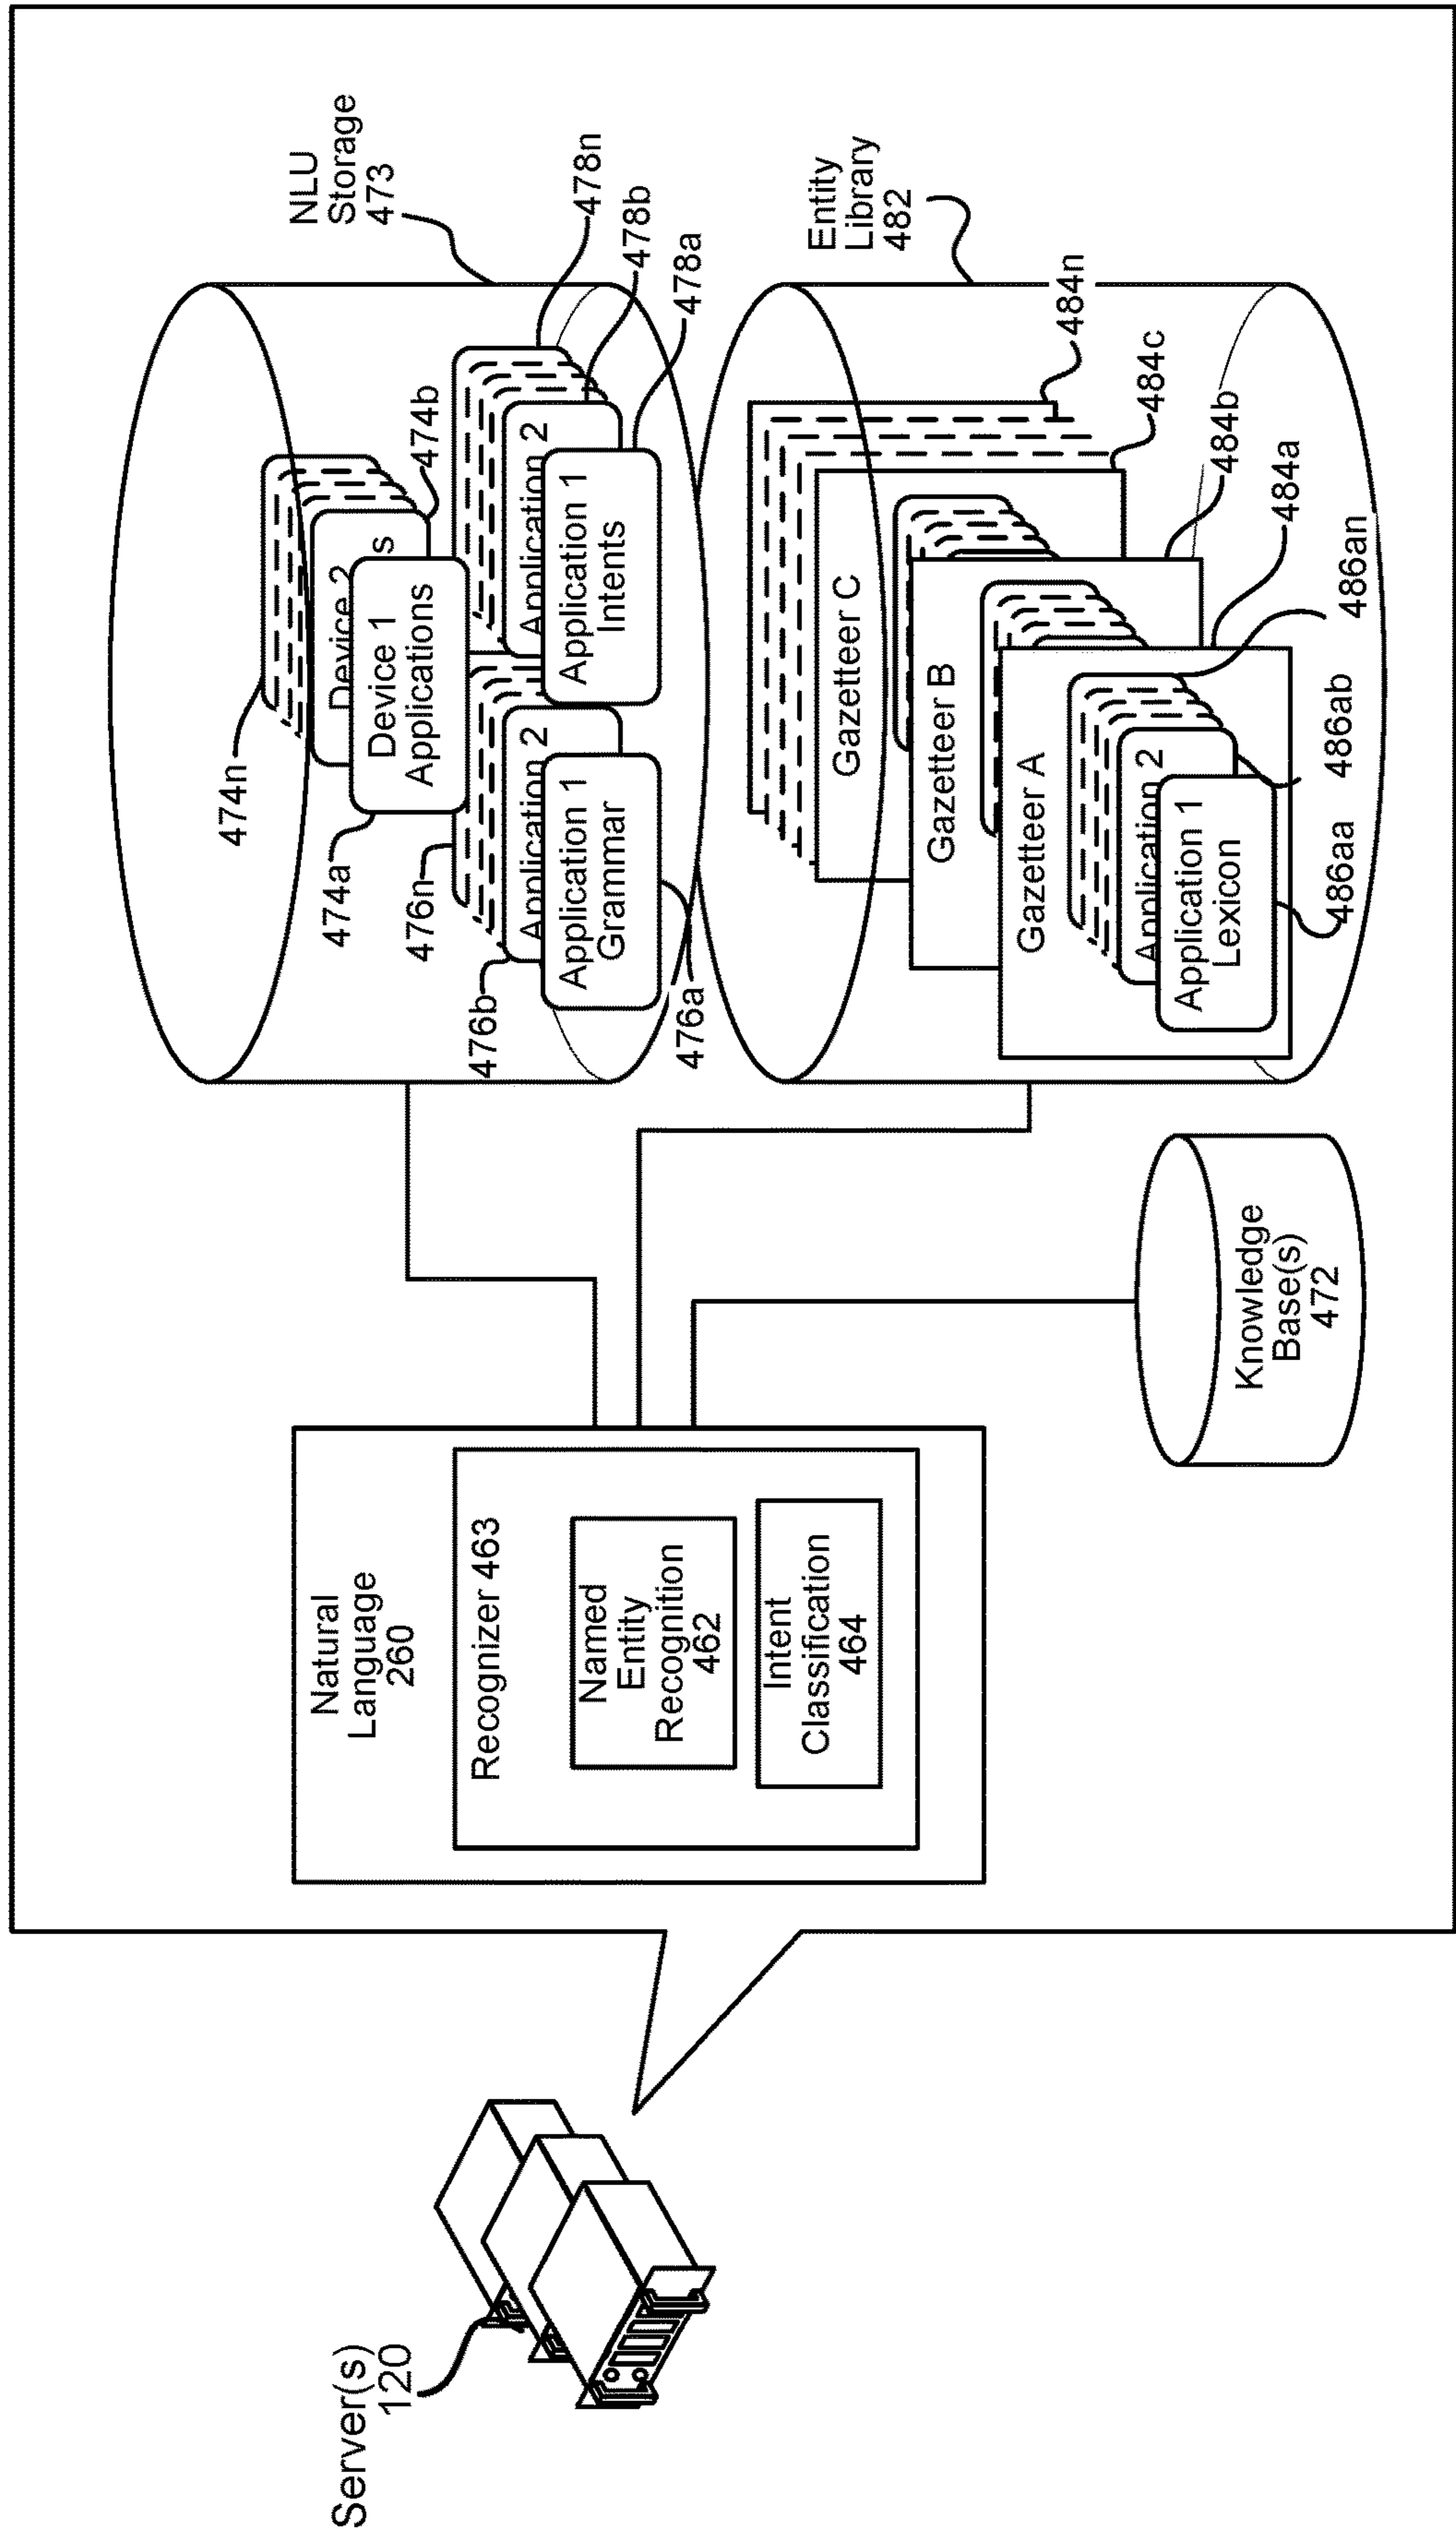 Server(s)
120
Natural
Language
260
Recognizer 463
Named
Entity
Recognition
462
Intent
Classification
464
Knowledge
Base(s)
472
NLU
Storage
473
474n
474a
474b
Device 2
s
Device 1
Applications
476n
476b
476a
Application 2
Application 1
Grammar
478n
478b
478a
Application 2
Application 1
Intents
Entity
Library
482
484n
484c
484b
484a
Gazetteer C
Gazetteer B
Gazetteer A
Application 2
Application 1
Lexicon
486an
486ab
486aa